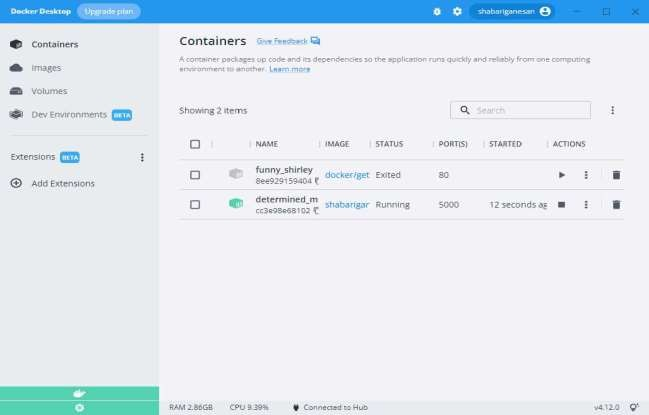 Docker Desktop Upgrade plan shabariganesan
Containers
Images
Volumes
Dev Environments BETA
Extensions BETA
Add Extensions
Containers Give Feedback
A container packages up code and its dependencies so the application runs quickly and reliably from one computing
environment to another. Learn more
Showing 2 items Search
NAME IMAGE STATUS PORT(S) STARTED ACTIONS
funny_shirley
8ee929159404 docker/get Exited 80
determined_m
cc3e98e68102 shabarigar Running 5000 12 seconds ag
RAM 2.86GB CPU 9.39% Connected to Hub v4.12.0